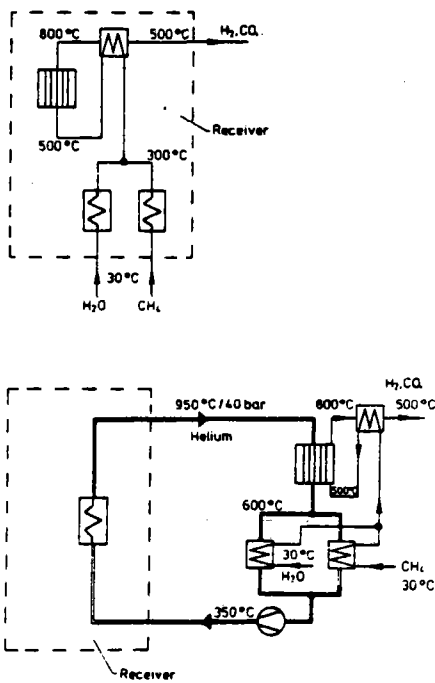 800°C
500°C
H₂,CO,
500°C
Receiver
300°C
30°C
H₂O
CH₄
950°C/40 bar
Helium
H₂,CO,
800°C
500°C
500°C
600°C
30°C
H₂O
CH₄
30°C
350°C
Receiver